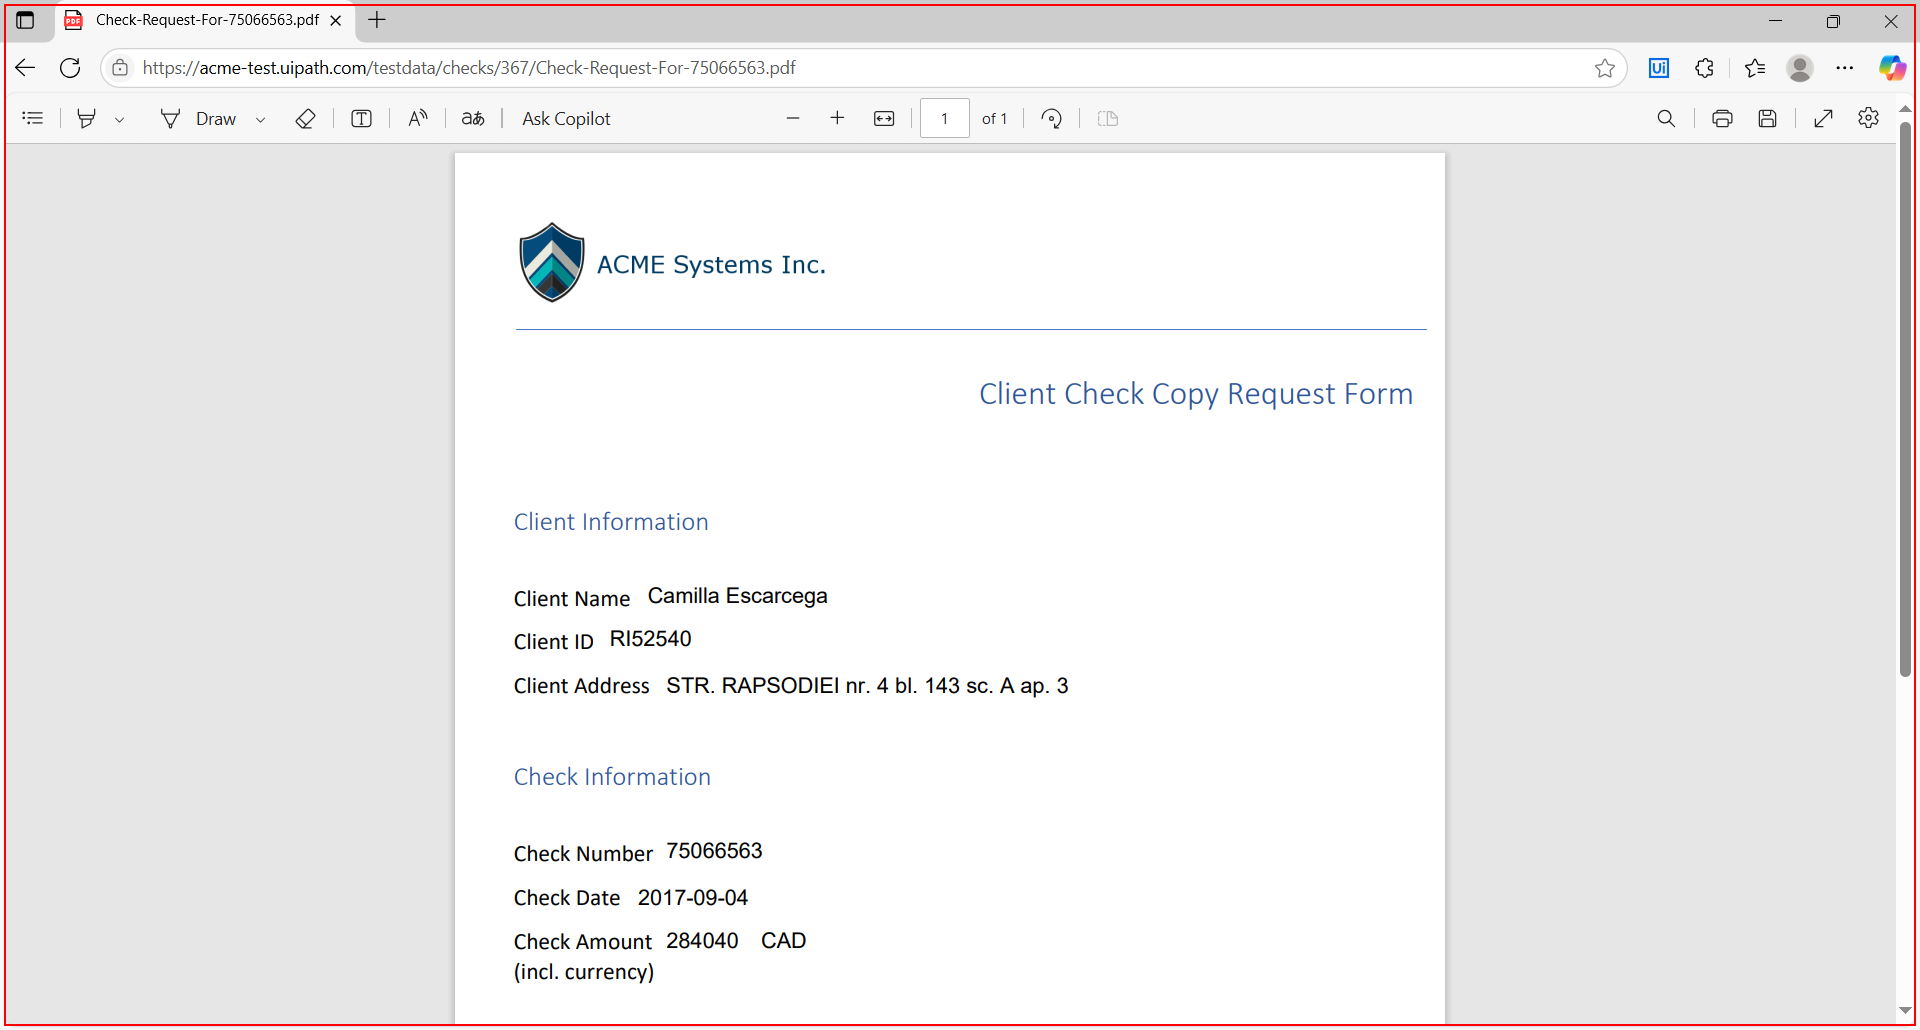 Check-Request-For-75066563.pdf
https://acme-test.uipath.com/testdata/checks/367/Check-Request-For-75066563.pdf
Ui
Draw
T
A
aあ
Ask Copilot
1
of 1
ACME Systems Inc.
Client Check Copy Request Form
Client Information
Client Name Camilla Escarcega
Client ID RI52540
Client Address STR. RAPSODIEI nr. 4 bl. 143 sc. A ap. 3
Check Information
Check Number 75066563
Check Date 2017-09-04
Check Amount 284040 CAD
(incl. currency)